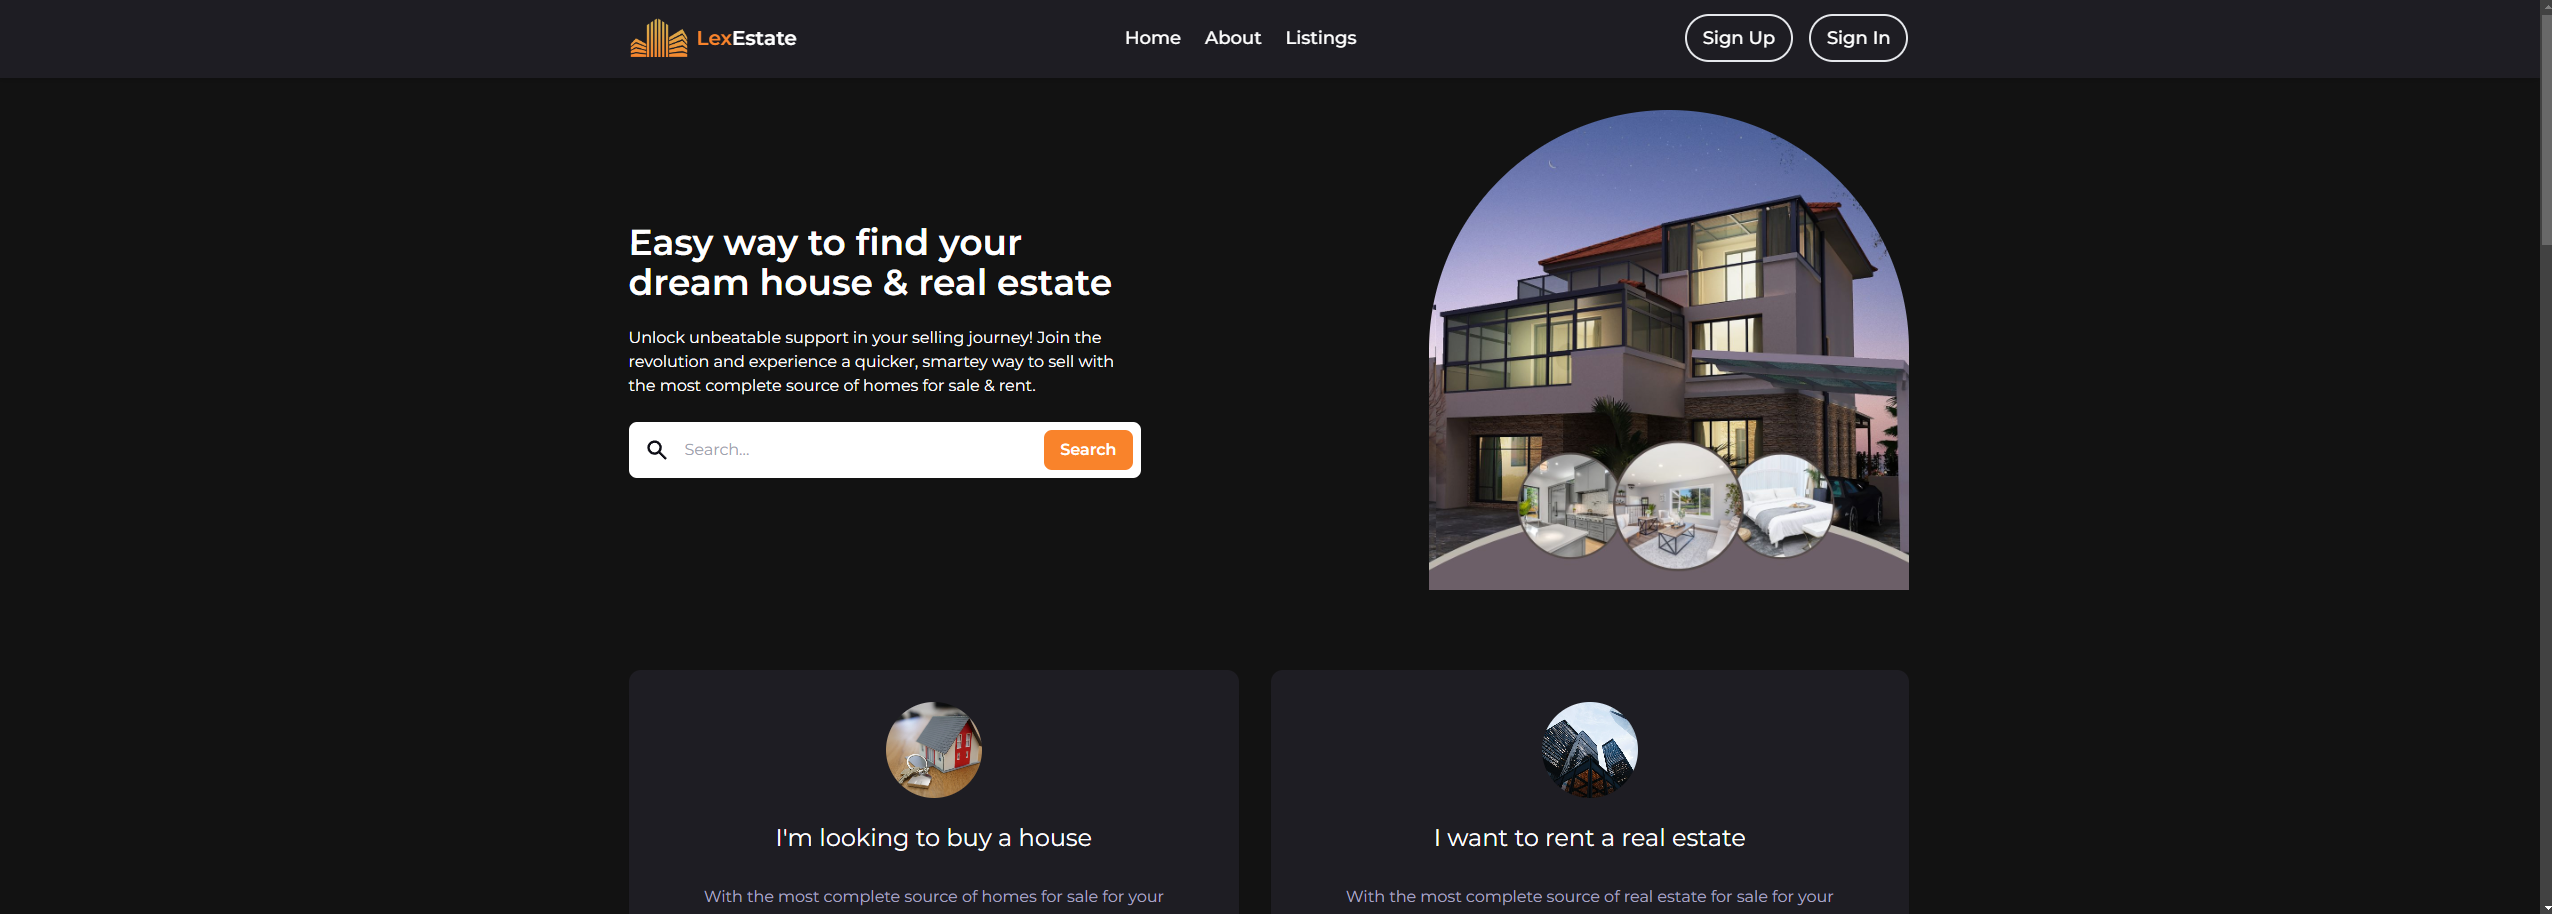 LexEstate
Home About Listings
Sign Up Sign In
Easy way to find your
dream house & real estate
Unlock unbeatable support in your selling journey! Join the
revolution and experience a quicker, smartey way to sell with
the most complete source of homes for sale & rent.
Search...
Search
I'm looking to buy a house
With the most complete source of homes for sale for your
I want to rent a real estate
With the most complete source of real estate for sale for your